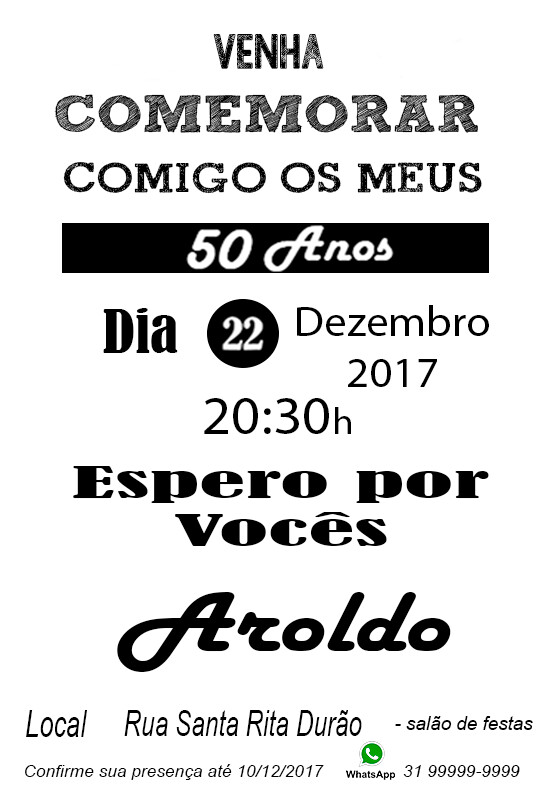 VENHA
COMEMORAR
COMIGO OS MEUS
50 Anos
Dia 22 Dezembro
2017
20:30h
Espero por
Vocês
Aroldo
Local Rua Santa Rita Durão - salão de festas
Confirme sua presença até 10/12/2017 WhatsApp 31 99999-9999